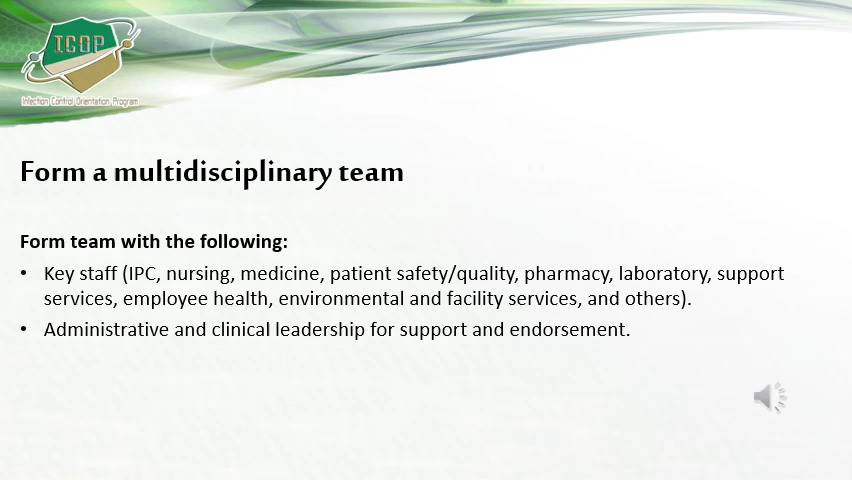 I.C.O.P
Infection Control Orientation Program
Form a multidisciplinary team
Form team with the following:
• Key staff (IPC, nursing, medicine, patient safety/quality, pharmacy, laboratory, support
services, employee health, environmental and facility services, and others).
• Administrative and clinical leadership for support and endorsement.